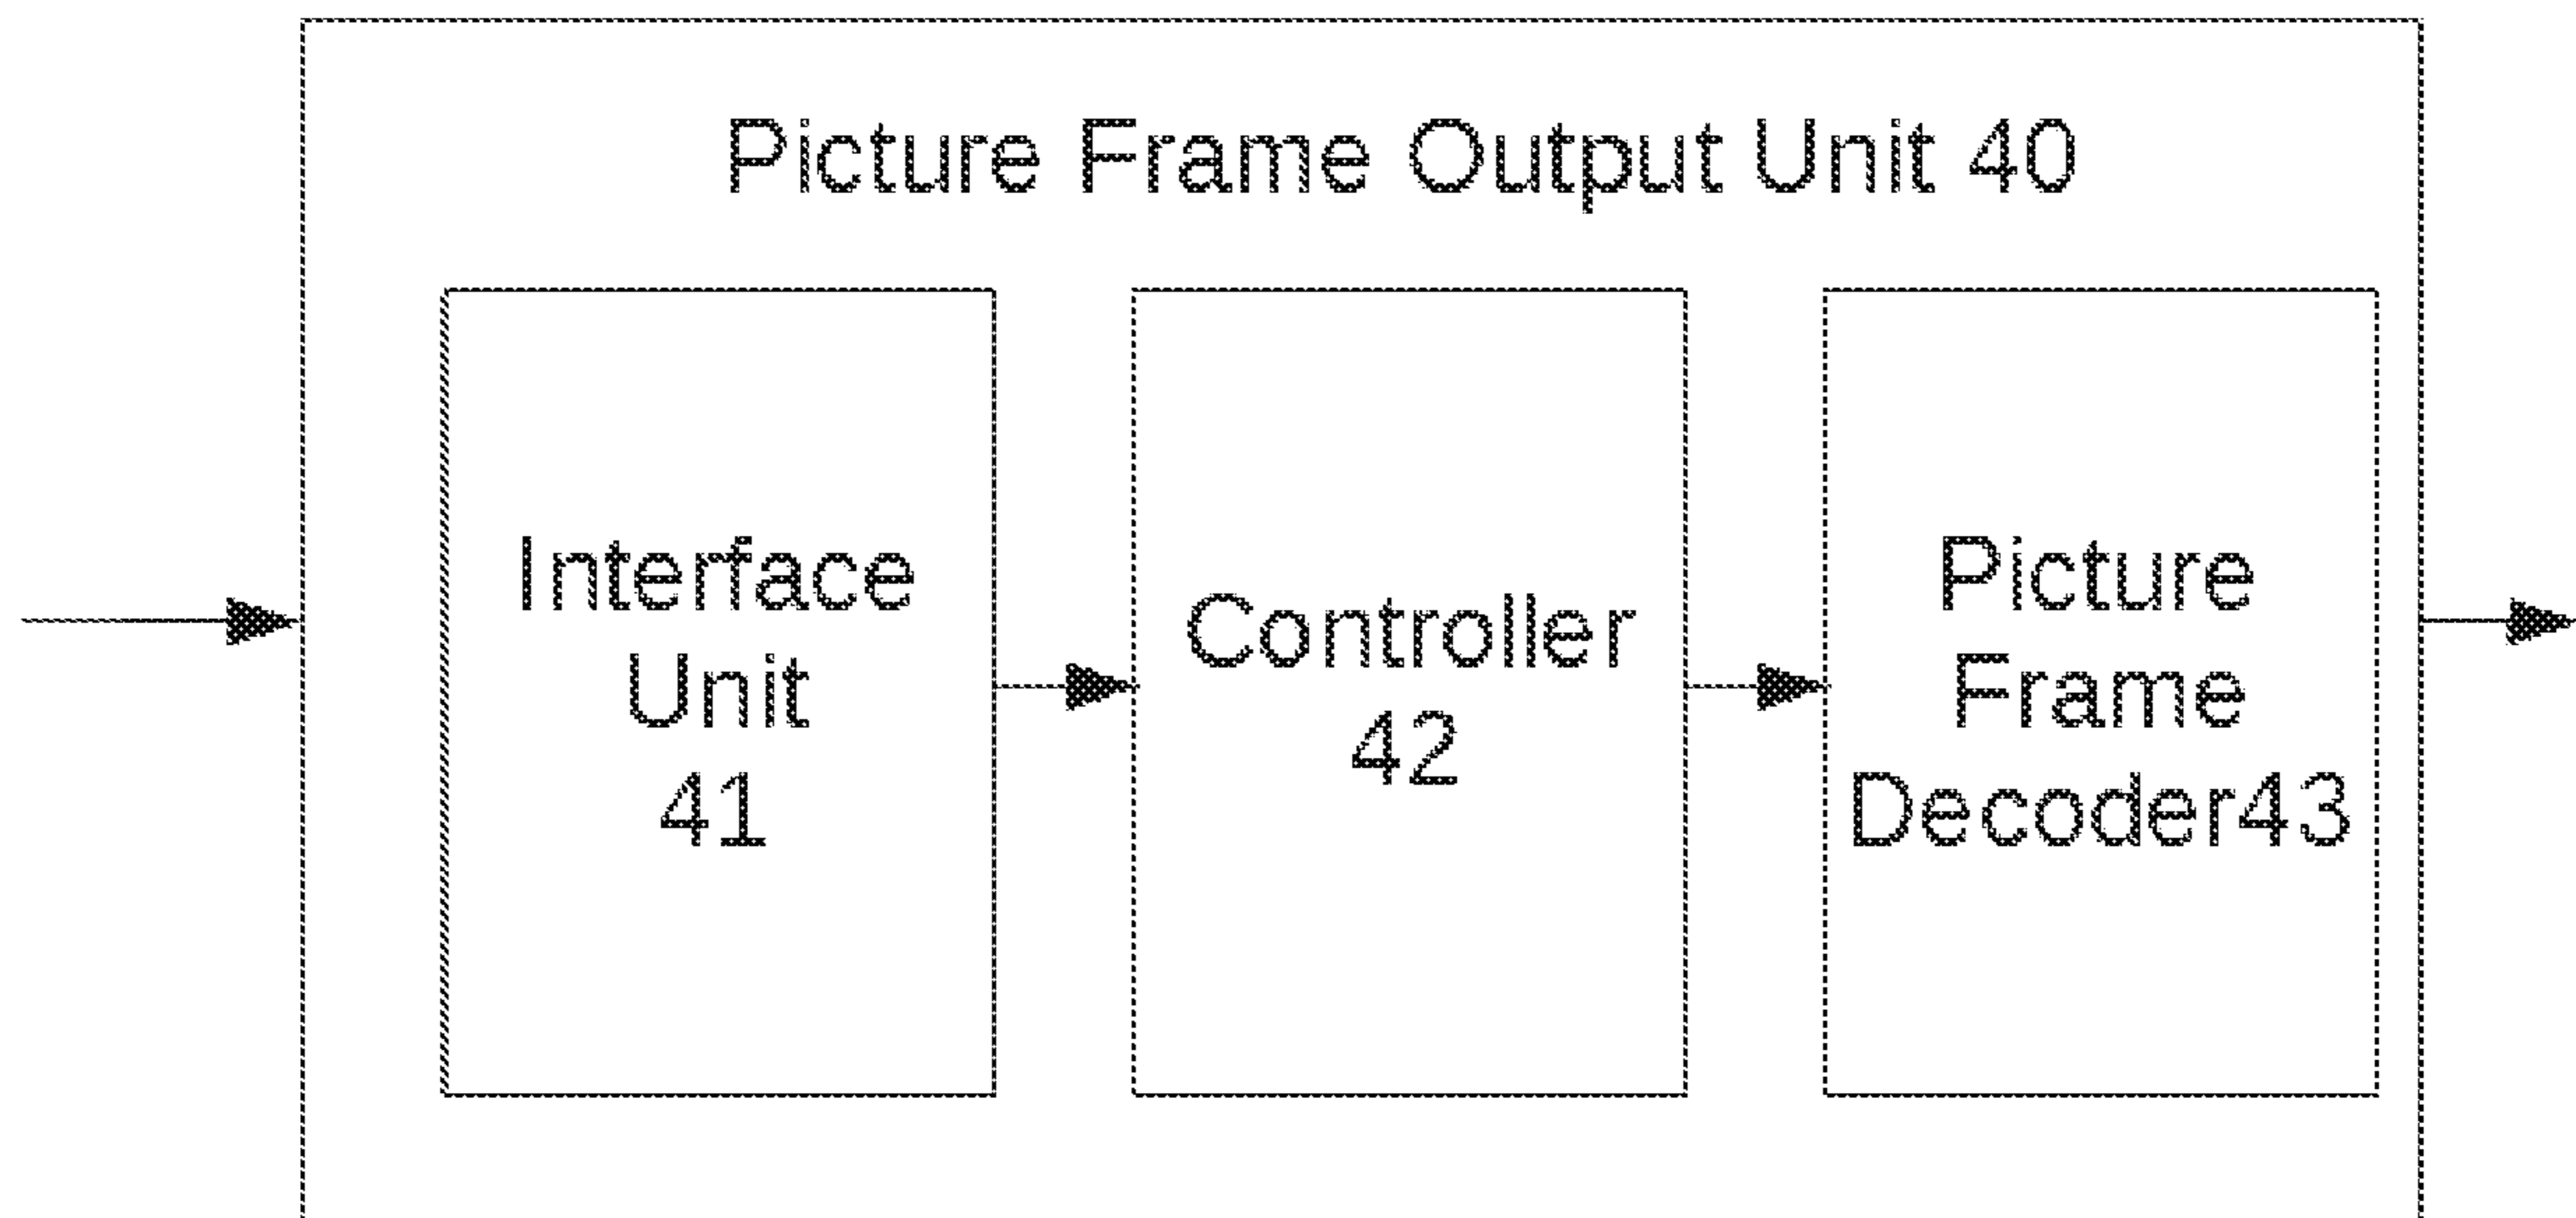 Picture Frame Output Unit 40
Interface
Unit
41
Controller
42
Picture
Frame
Decoder43